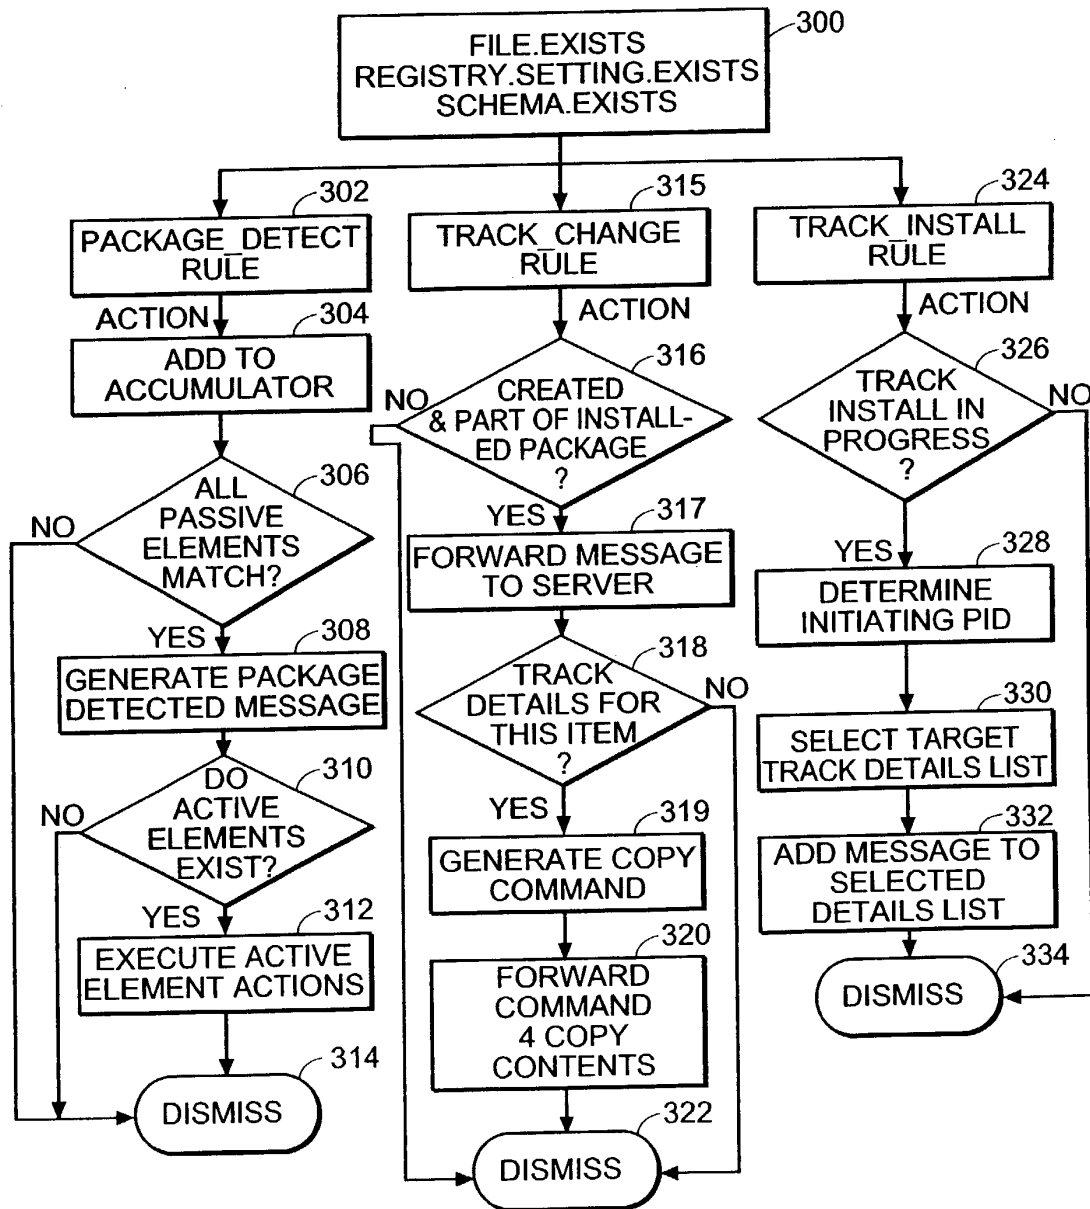 300
FILE.EXISTS
REGISTRY.SETTING.EXISTS
SCHEMA.EXISTS
302
PACKAGE_DETECT
RULE
ACTION
304
ADD TO
ACCUMULATOR
306
ALL
PASSIVE
ELEMENTS
MATCH?
NO
YES
308
GENERATE PACKAGE
DETECTED MESSAGE
310
DO
ACTIVE
ELEMENTS
EXIST?
NO
YES
312
EXECUTE ACTIVE
ELEMENT ACTIONS
314
DISMISS
315
TRACK_CHANGE
RULE
ACTION
316
CREATED
& PART OF INSTALL-
ED PACKAGE
?
NO
YES
317
FORWARD MESSAGE
TO SERVER
318
TRACK
DETAILS FOR
THIS ITEM
?
NO
YES
319
GENERATE COPY
COMMAND
320
FORWARD
COMMAND
4 COPY
CONTENTS
322
DISMISS
324
TRACK_INSTALL
RULE
ACTION
326
TRACK
INSTALL IN
PROGRESS
?
NO
YES
328
DETERMINE
INITIATING PID
330
SELECT TARGET
TRACK DETAILS LIST
332
ADD MESSAGE TO
SELECTED
DETAILS LIST
334
DISMISS